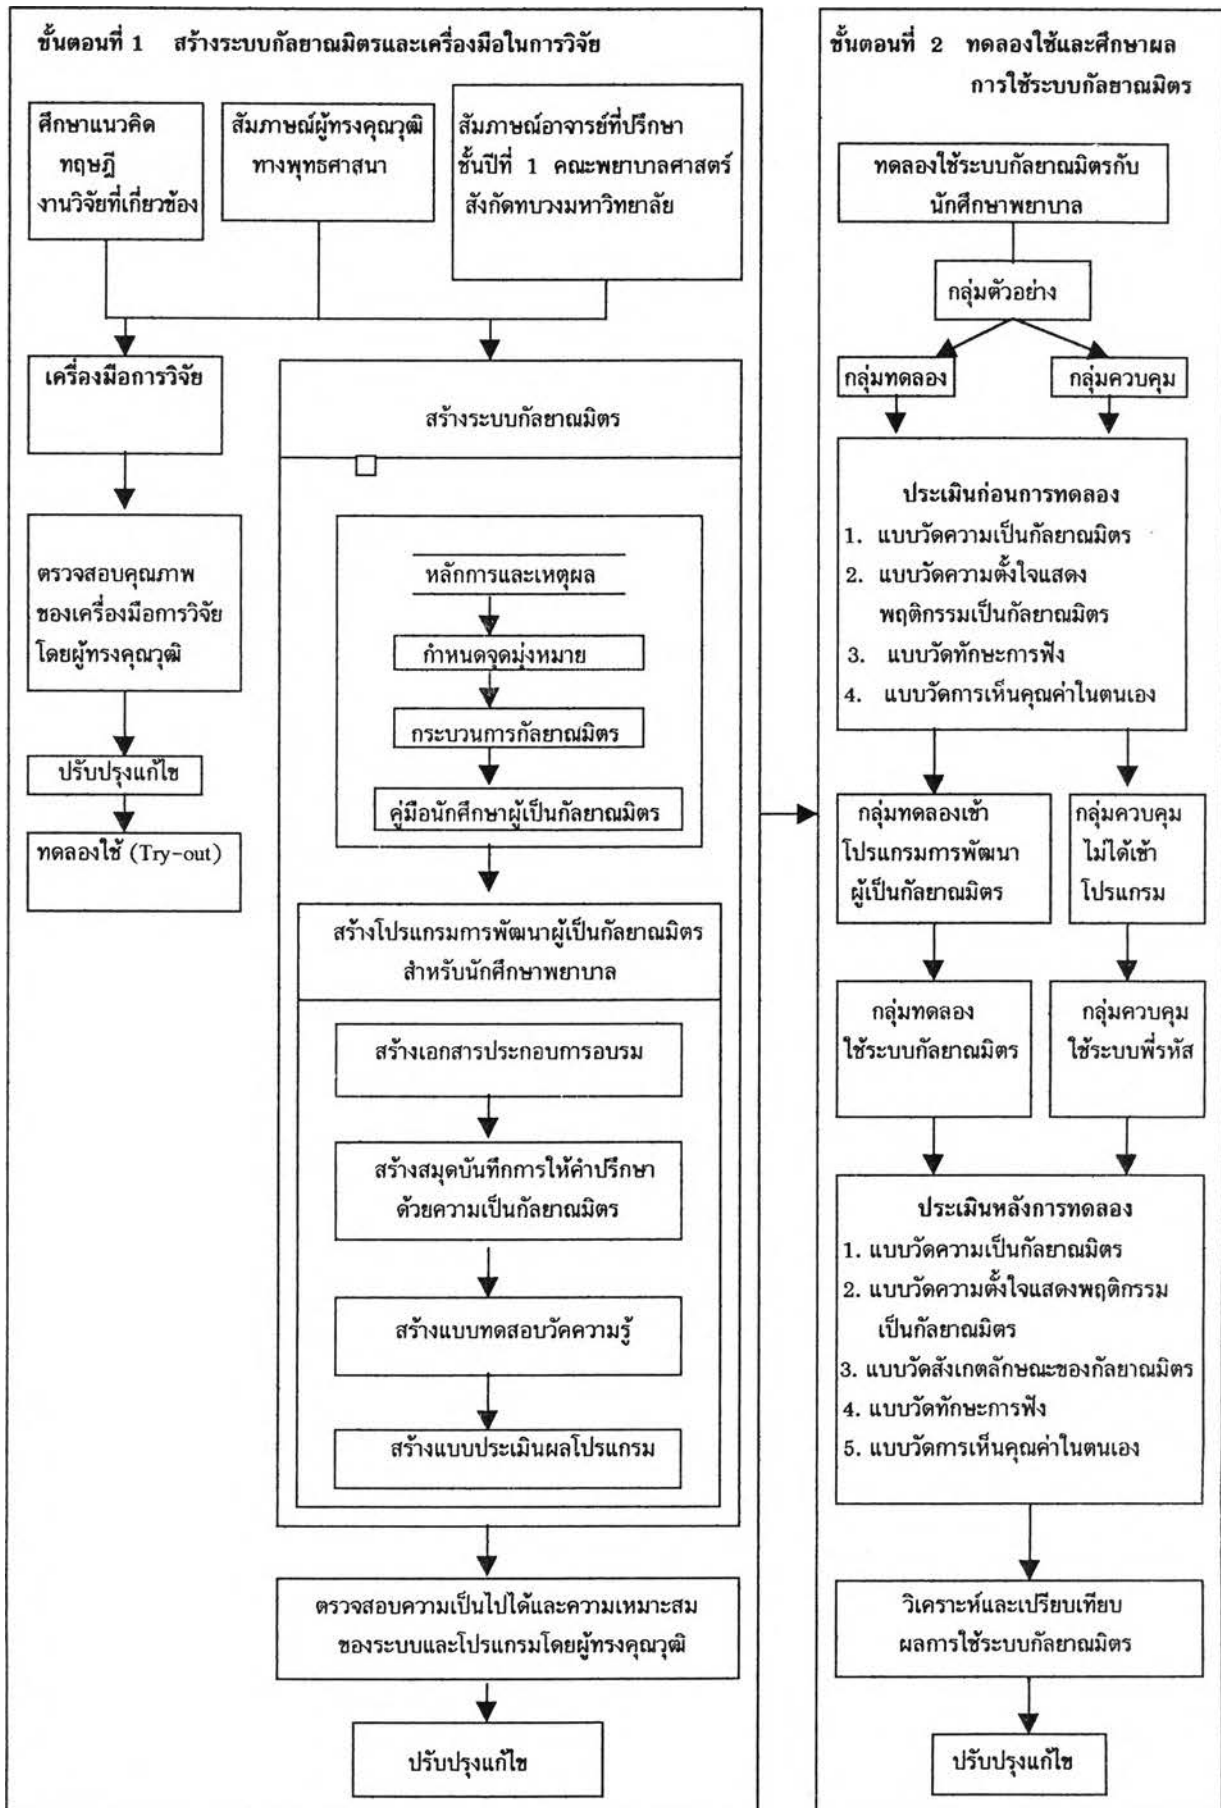 ขั้นตอนที่ 1 สร้างระบบกัลยาณมิตรและเครื่องมือในการวิจัย
ศึกษาแนวคิด
ทฤษฎี
งานวิจัยที่เกี่ยวข้อง
สัมภาษณ์ผู้ทรงคุณวุฒิ
ทางพุทธศาสนา
สัมภาษณ์อาจารย์ที่ปรึกษา
ชั้นปีที่ 1 คณะพยาบาลศาสตร์
สังกัดทบวงมหาวิทยาลัย
เครื่องมือการวิจัย
ตรวจสอบคุณภาพ
ของเครื่องมือการวิจัย
โดยผู้ทรงคุณวุฒิ
ปรับปรุงแก้ไข
ทดลองใช้ (Try-out)
สร้างระบบกัลยาณมิตร
หลักการและเหตุผล
กำหนดจุดมุ่งหมาย
กระบวนการกัลยาณมิตร
คู่มือนักศึกษาผู้เป็นกัลยาณมิตร
สร้างโปรแกรมการพัฒนาผู้เป็นกัลยาณมิตร
สำหรับนักศึกษาพยาบาล
สร้างเอกสารประกอบการอบรม
สร้างสมุดบันทึกการให้คำปรึกษา
ด้วยความเป็นกัลยาณมิตร
สร้างแบบทดสอบวัดความรู้
สร้างแบบประเมินผลโปรแกรม
ตรวจสอบความเป็นไปได้และความเหมาะสม
ของระบบและโปรแกรมโดยผู้ทรงคุณวุฒิ
ปรับปรุงแก้ไข
ขั้นตอนที่ 2 ทดลองใช้และศึกษาผล
การใช้ระบบกัลยาณมิตร
ทดลองใช้ระบบกัลยาณมิตรกับ
นักศึกษาพยาบาล
กลุ่มตัวอย่าง
กลุ่มทดลอง
กลุ่มควบคุม
ประเมินก่อนการทดลอง
1. แบบวัดความเป็นกัลยาณมิตร
2. แบบวัดความตั้งใจแสดง
พฤติกรรมเป็นกัลยาณมิตร
3. แบบวัดทักษะการฟัง
4. แบบวัดการเห็นคุณค่าในตนเอง
กลุ่มทดลองเข้า
โปรแกรมการพัฒนา
ผู้เป็นกัลยาณมิตร
กลุ่มควบคุม
ไม่ได้เข้า
โปรแกรม
กลุ่มทดลอง
ใช้ระบบกัลยาณมิตร
กลุ่มควบคุม
ใช้ระบบพี่รหัส
ประเมินหลังการทดลอง
1. แบบวัดความเป็นกัลยาณมิตร
2. แบบวัดความตั้งใจแสดงพฤติกรรม
เป็นกัลยาณมิตร
3. แบบวัดสังเกตลักษณะของกัลยาณมิตร
4. แบบวัดทักษะการฟัง
5. แบบวัดการเห็นคุณค่าในตนเอง
วิเคราะห์และเปรียบเทียบ
ผลการใช้ระบบกัลยาณมิตร
ปรับปรุงแก้ไข